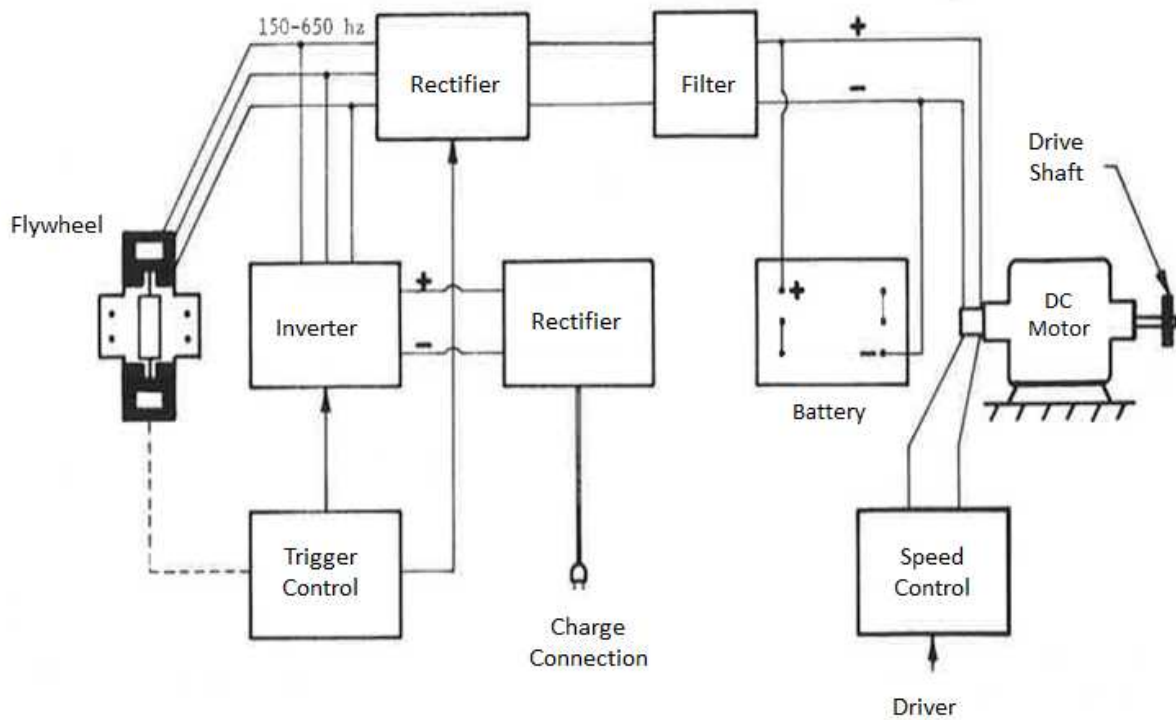 150-650 hz
Rectifier
Filter
+
-
Drive
Shaft
Flywheel
Inverter
+
-
Rectifier
+
-
Battery
DC
Motor
Trigger
Control
Charge
Connection
Speed
Control
Driver